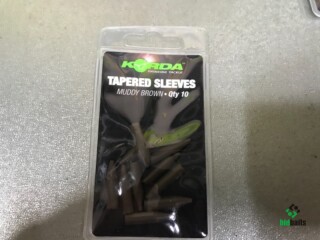 KORDA
TAPERED SLEEVES
MUDDY BROWN • Qty 10